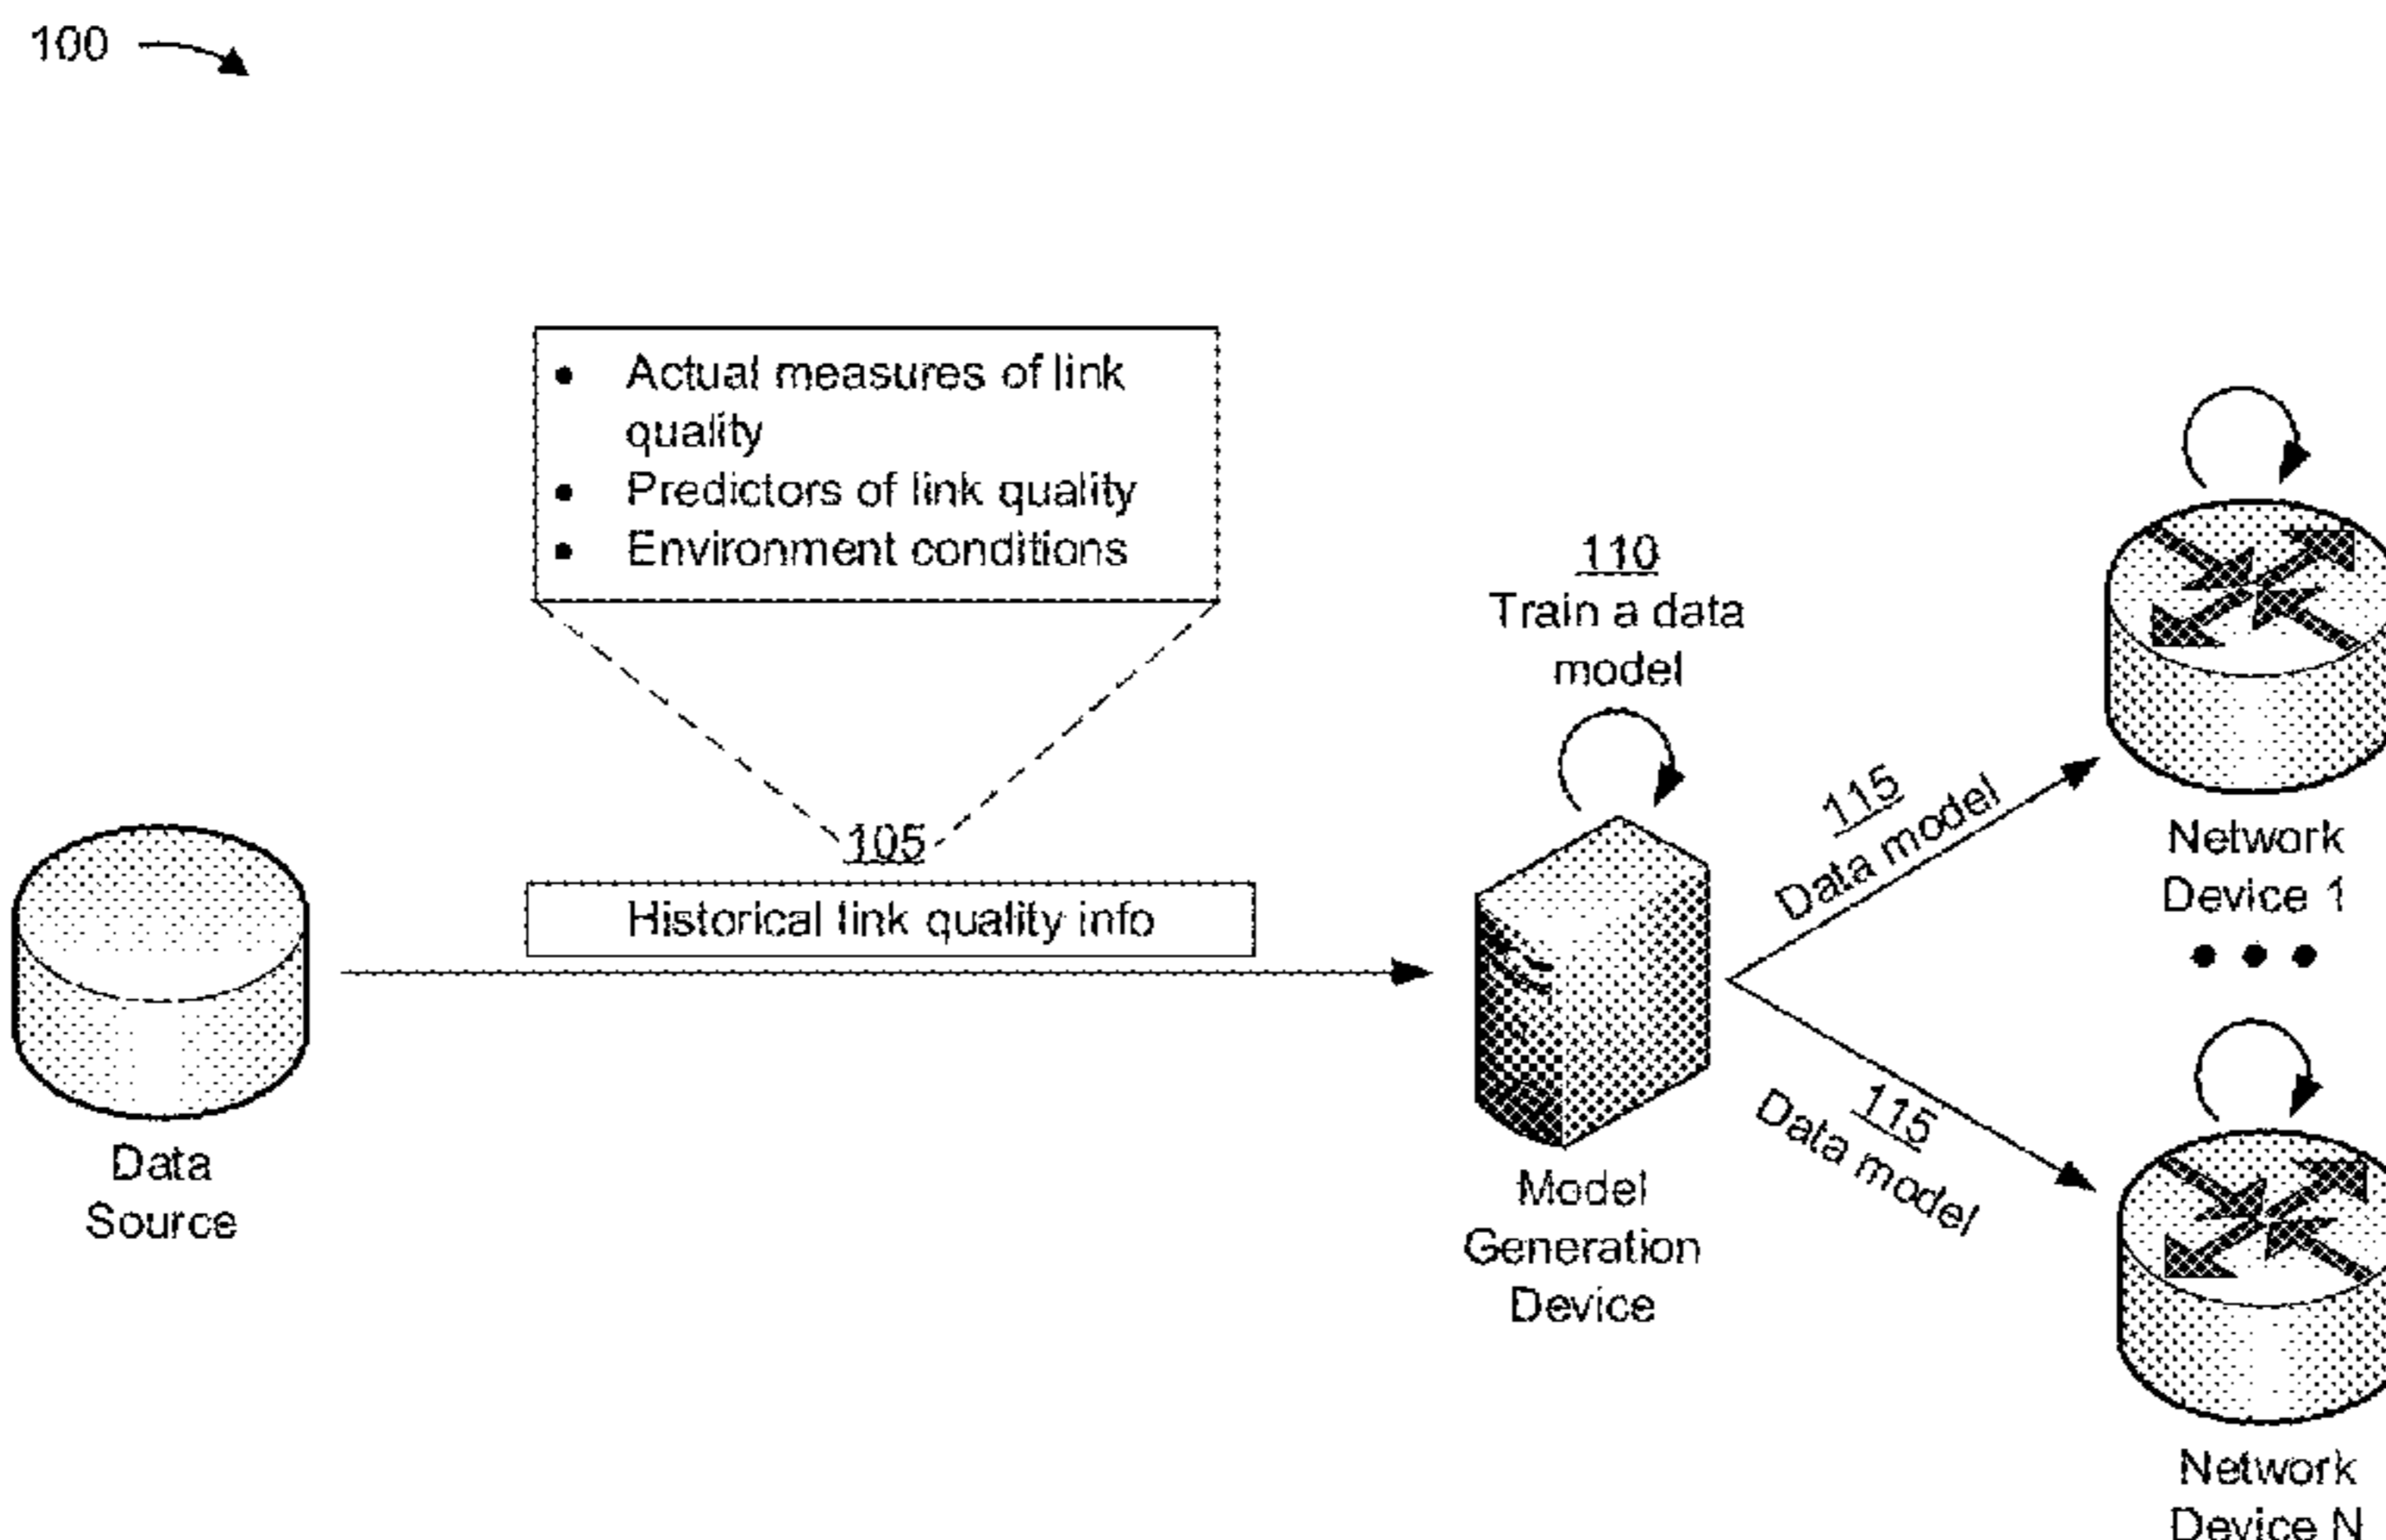 100
• Actual measures of link
quality
• Predictors of link quality
• Environment conditions
110
Train a data
model
105
Historical link quality info
115
Data model
115
Data model
Data
Source
Model
Generation
Device
Network
Device 1
• • •
Network
Device N